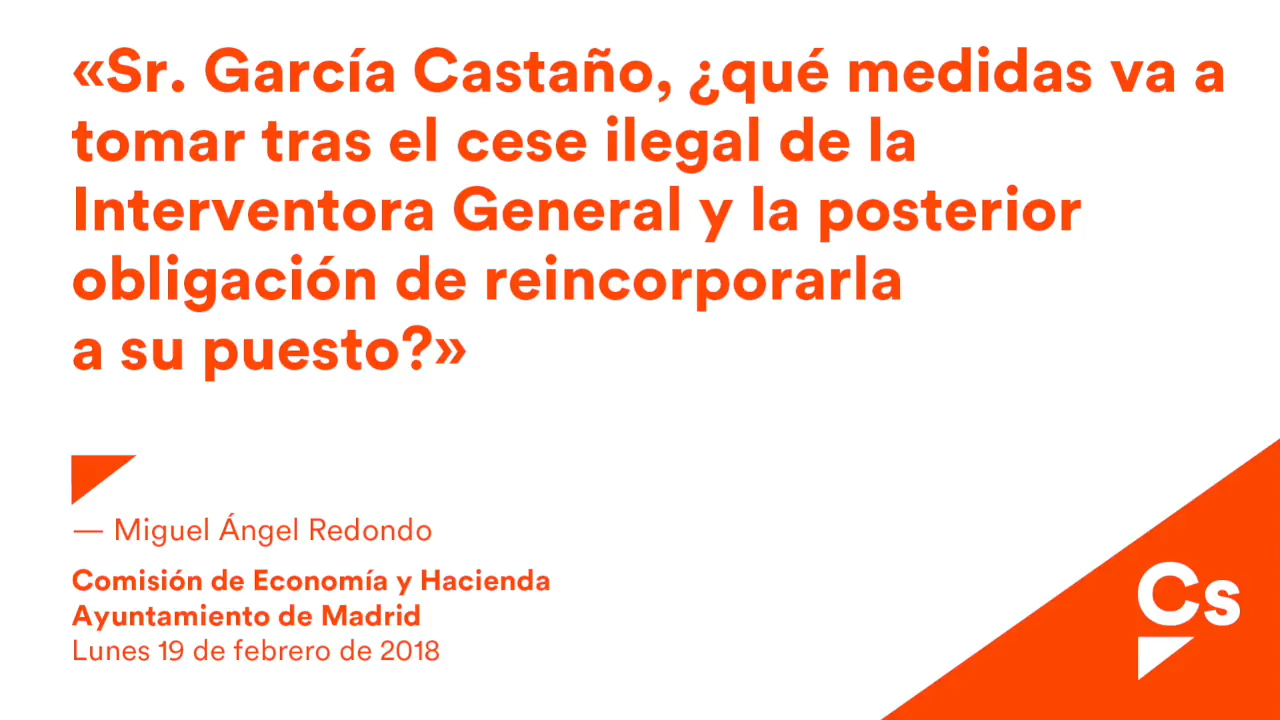 «Sr. García Castaño, ¿qué medidas va a
tomar tras el cese ilegal de la
Interventora General y la posterior
obligación de reincorporarla
a su puesto?»
— Miguel Ángel Redondo
Comisión de Economía y Hacienda
Ayuntamiento de Madrid
Lunes 19 de febrero de 2018
Cs